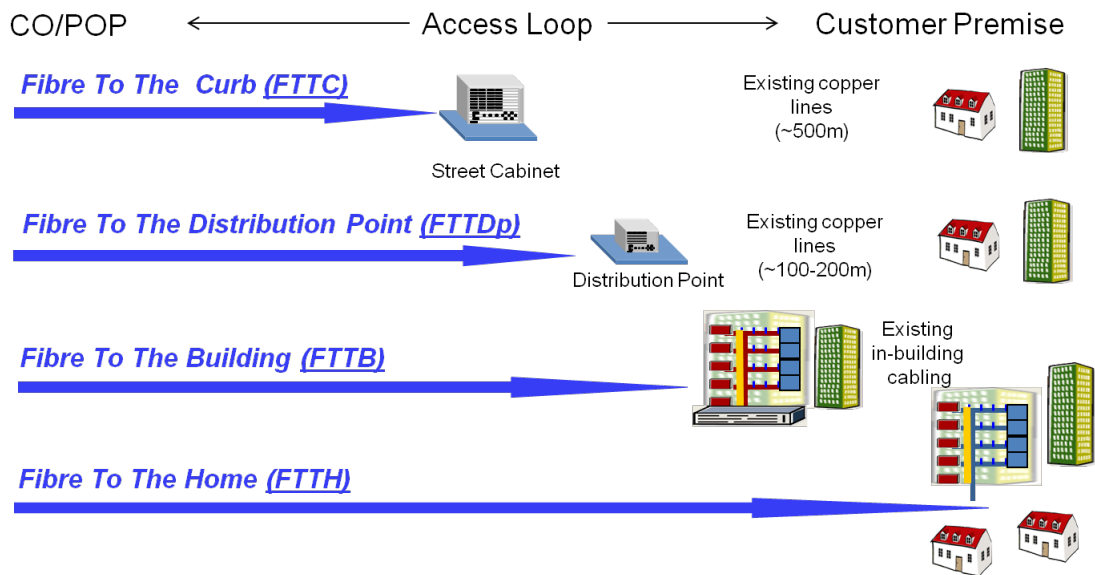 CO/POP
Access Loop
Customer Premise
Fibre To The Curb (FTTC)
Existing copper
lines
(~500m)
Street Cabinet
Fibre To The Distribution Point (FTTDp)
Existing copper
lines
(~100-200m)
Distribution Point
Fibre To The Building (FTTB)
Existing
in-building
cabling
Fibre To The Home (FTTH)